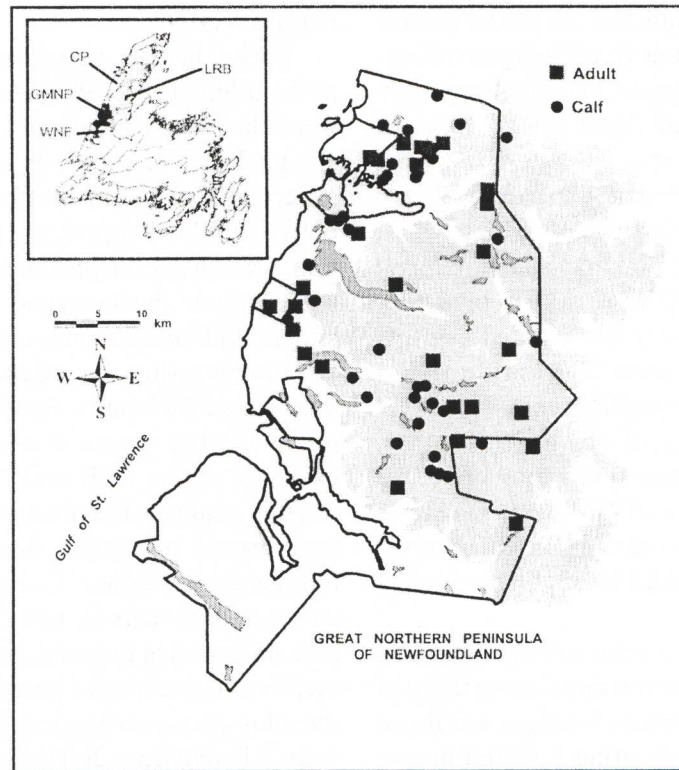 CP
LRB
GMNP
WNF
Adult
Calf
0 5 10
km
N
W E
S
Gulf of St. Lawrence
GREAT NORTHERN PENINSULA
OF NEWFOUNDLAND